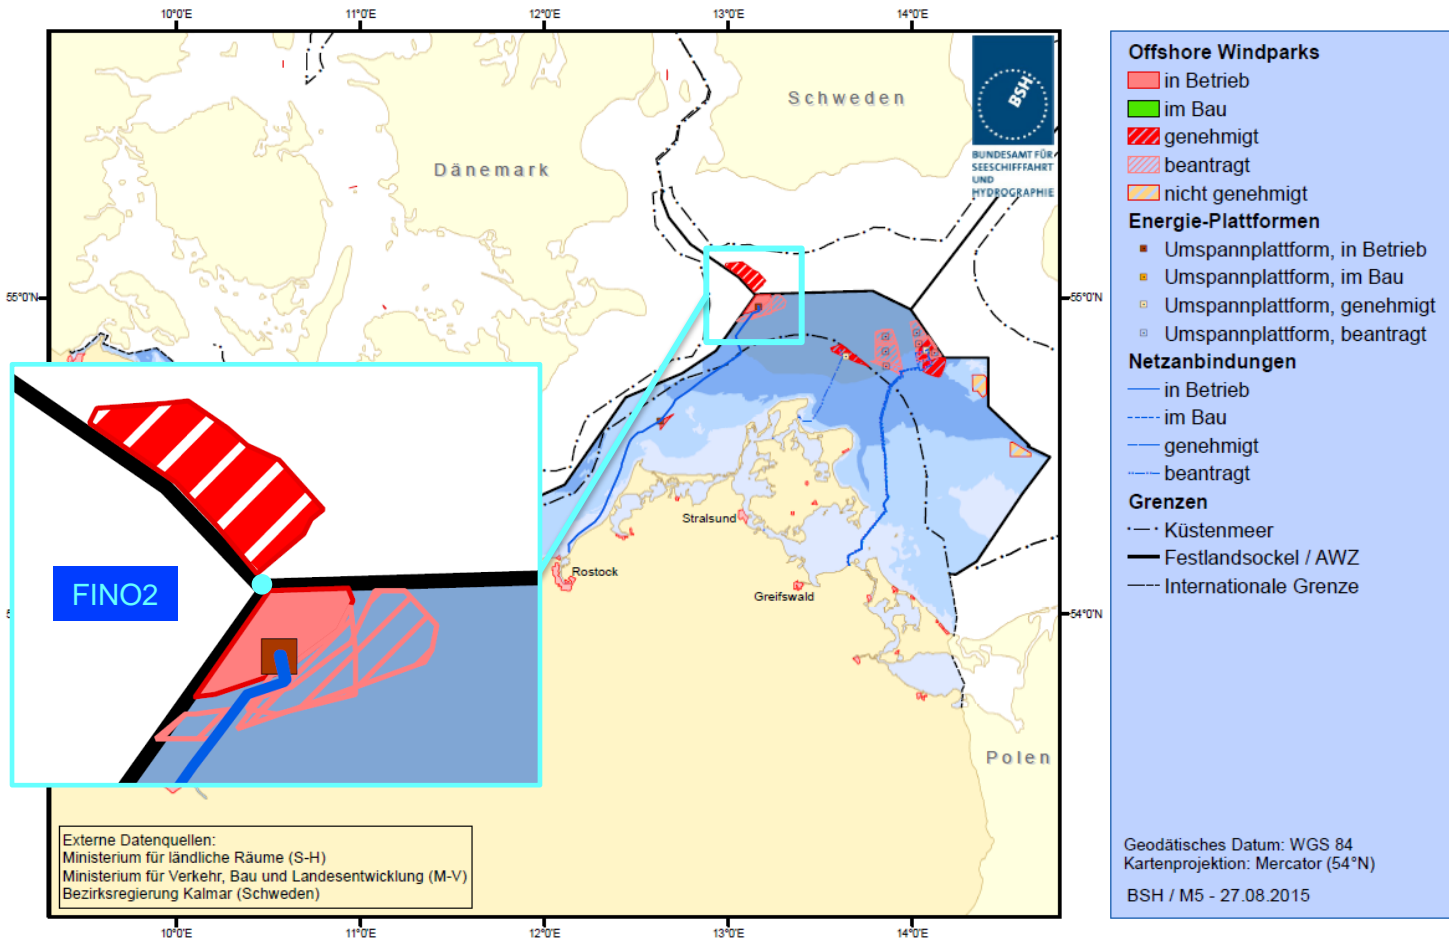 10°0'E 11°0'E 12°0'E 13°0'E 14°0'E
Schweden
Dänemark
BSH
BUNDESAMT FÜR
SEESCHIFFFAHRT
UND
HYDROGRAPHIE
55°0'N
55°0'N
FINO2
Stralsund
Rostock
Greifswald
54°0'N
Polen
Externe Datenquellen:
Ministerium für ländliche Räume (S-H)
Ministerium für Verkehr, Bau und Landesentwicklung (M-V)
Bezirksregierung Kalmar (Schweden)
10°0'E 11°0'E 12°0'E 13°0'E 14°0'E
Offshore Windparks
in Betrieb
im Bau
genehmigt
beantragt
nicht genehmigt
Energie-Plattformen
Umspannplattform, in Betrieb
Umspannplattform, im Bau
Umspannplattform, genehmigt
Umspannplattform, beantragt
Netzanbindungen
in Betrieb
im Bau
genehmigt
beantragt
Grenzen
Küstenmeer
Festlandsockel / AWZ
Internationale Grenze
Geodätisches Datum: WGS 84
Kartenprojektion: Mercator (54°N)
BSH / M5 - 27.08.2015